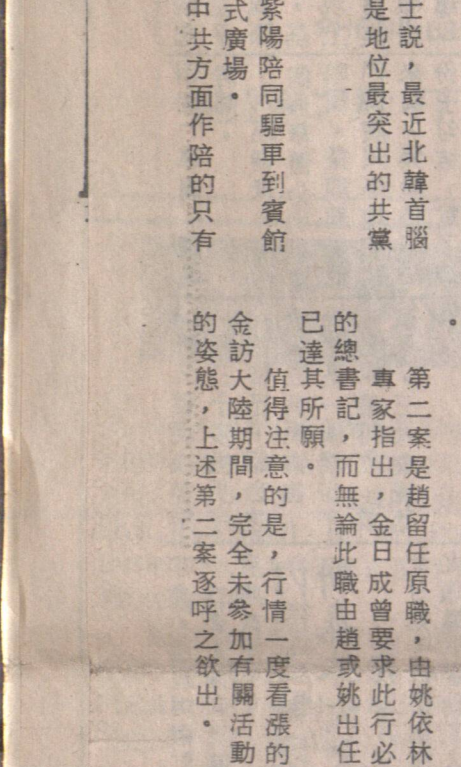 士説，最近北韓首腦
是地位最突出的共黨
紫陽陪同驅車到賓館
式廣場。
中共方面作陪的只有
第二案是趙留任原職，由姚依林
專家指出，金日成曾要求此行必
的總書記，而無論此職由趙或姚出任
已達其所願。
值得注意的是，行情一度看漲的
金訪大陸期間，完全未參加有關活動
的姿態，上述第二案逐呼之欲出。